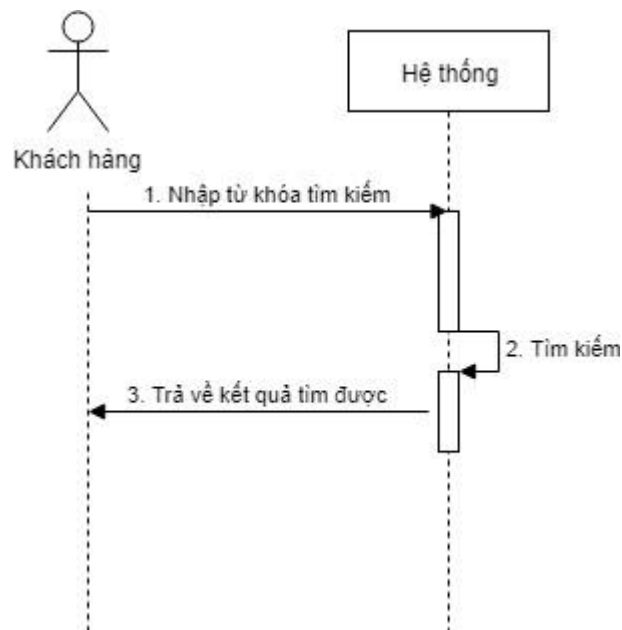 Hệ thống
Khách hàng
1. Nhập từ khóa tìm kiếm
2. Tìm kiếm
3. Trả về kết quả tìm được